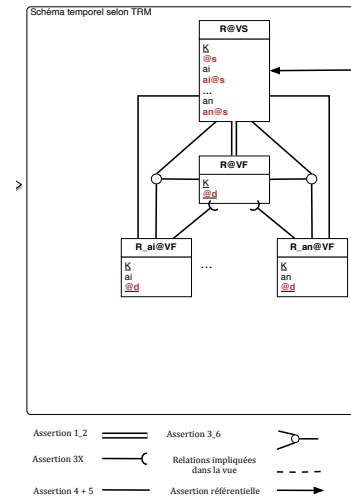 Schéma temporel selon TRM
R@VS
K
@s
ai
ai@s
...
an
an@s
R@VF
K
@d
R_ai@VF
K
ai
@d
...
R_an@VF
K
an
@d
Assertion 1_2
Assertion 3_6
Assertion 3X
Relations impliquées
dans la vue
Assertion 4 + 5
Assertion référentielle